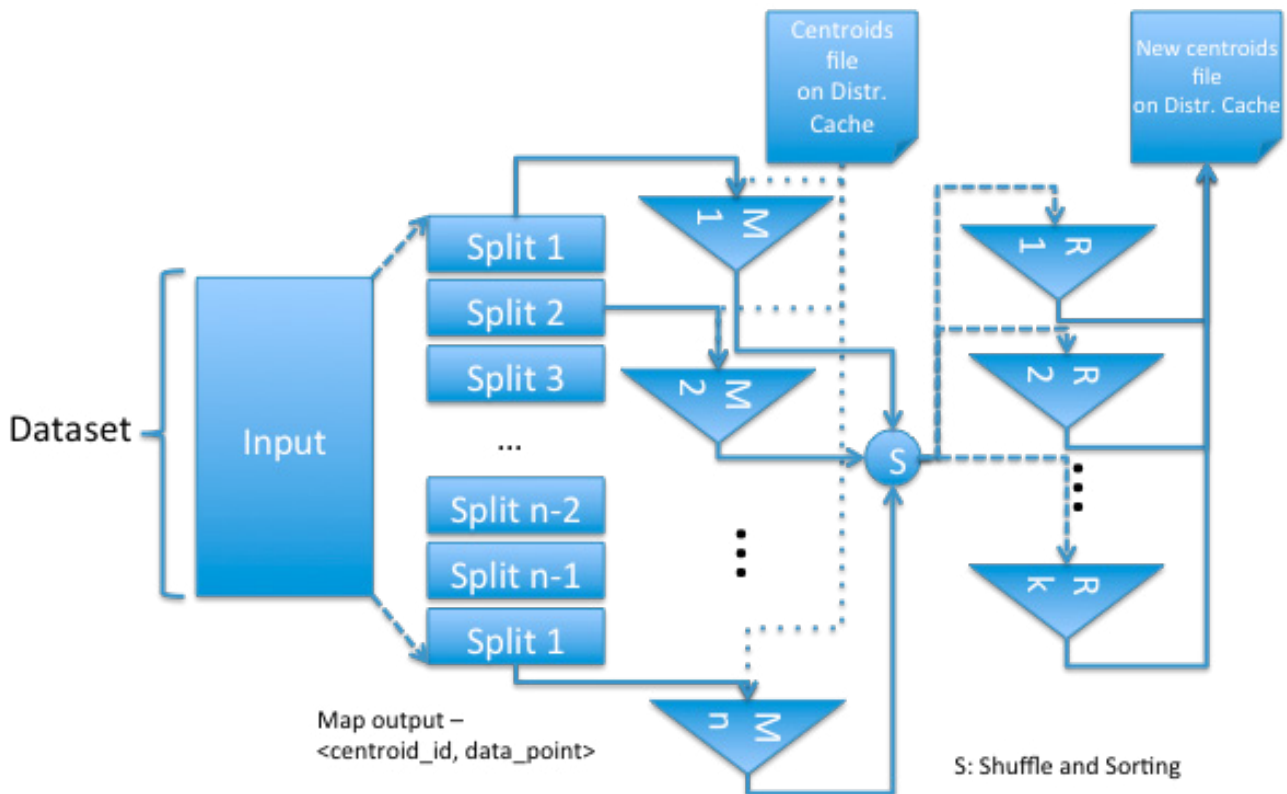 Centroids
file
on Distr.
Cache
New centroids
file
on Distr. Cache
Dataset
Input
Split 1
Split 2
Split 3
...
Split n-2
Split n-1
Split 1
M
1
M
2
M
n
S
R
1
R
2
R
k
Map output –
<centroid_id, data_point>
S: Shuffle and Sorting